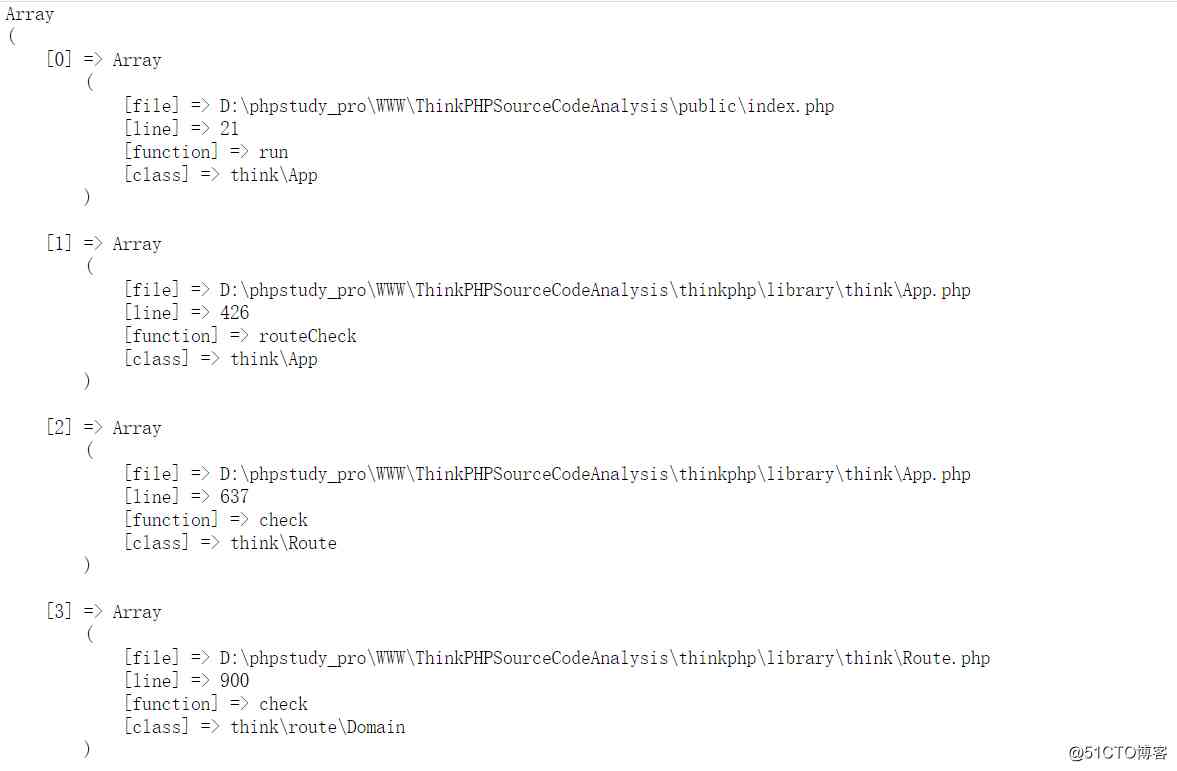 Array
(
    [0] => Array
        (
            [file] => D:\phpstudy_pro\WWW\ThinkPHPSourceCodeAnalysis\public\index.php
            [line] => 21
            [function] => run
            [class] => think\App
        )
    [1] => Array
        (
            [file] => D:\phpstudy_pro\WWW\ThinkPHPSourceCodeAnalysis\thinkphp\library\think\App.php
            [line] => 426
            [function] => routeCheck
            [class] => think\App
        )
    [2] => Array
        (
            [file] => D:\phpstudy_pro\WWW\ThinkPHPSourceCodeAnalysis\thinkphp\library\think\App.php
            [line] => 637
            [function] => check
            [class] => think\Route
        )
    [3] => Array
        (
            [file] => D:\phpstudy_pro\WWW\ThinkPHPSourceCodeAnalysis\thinkphp\library\think\Route.php
            [line] => 900
            [function] => check
            [class] => think\route\Domain
        )
@51CTO博客